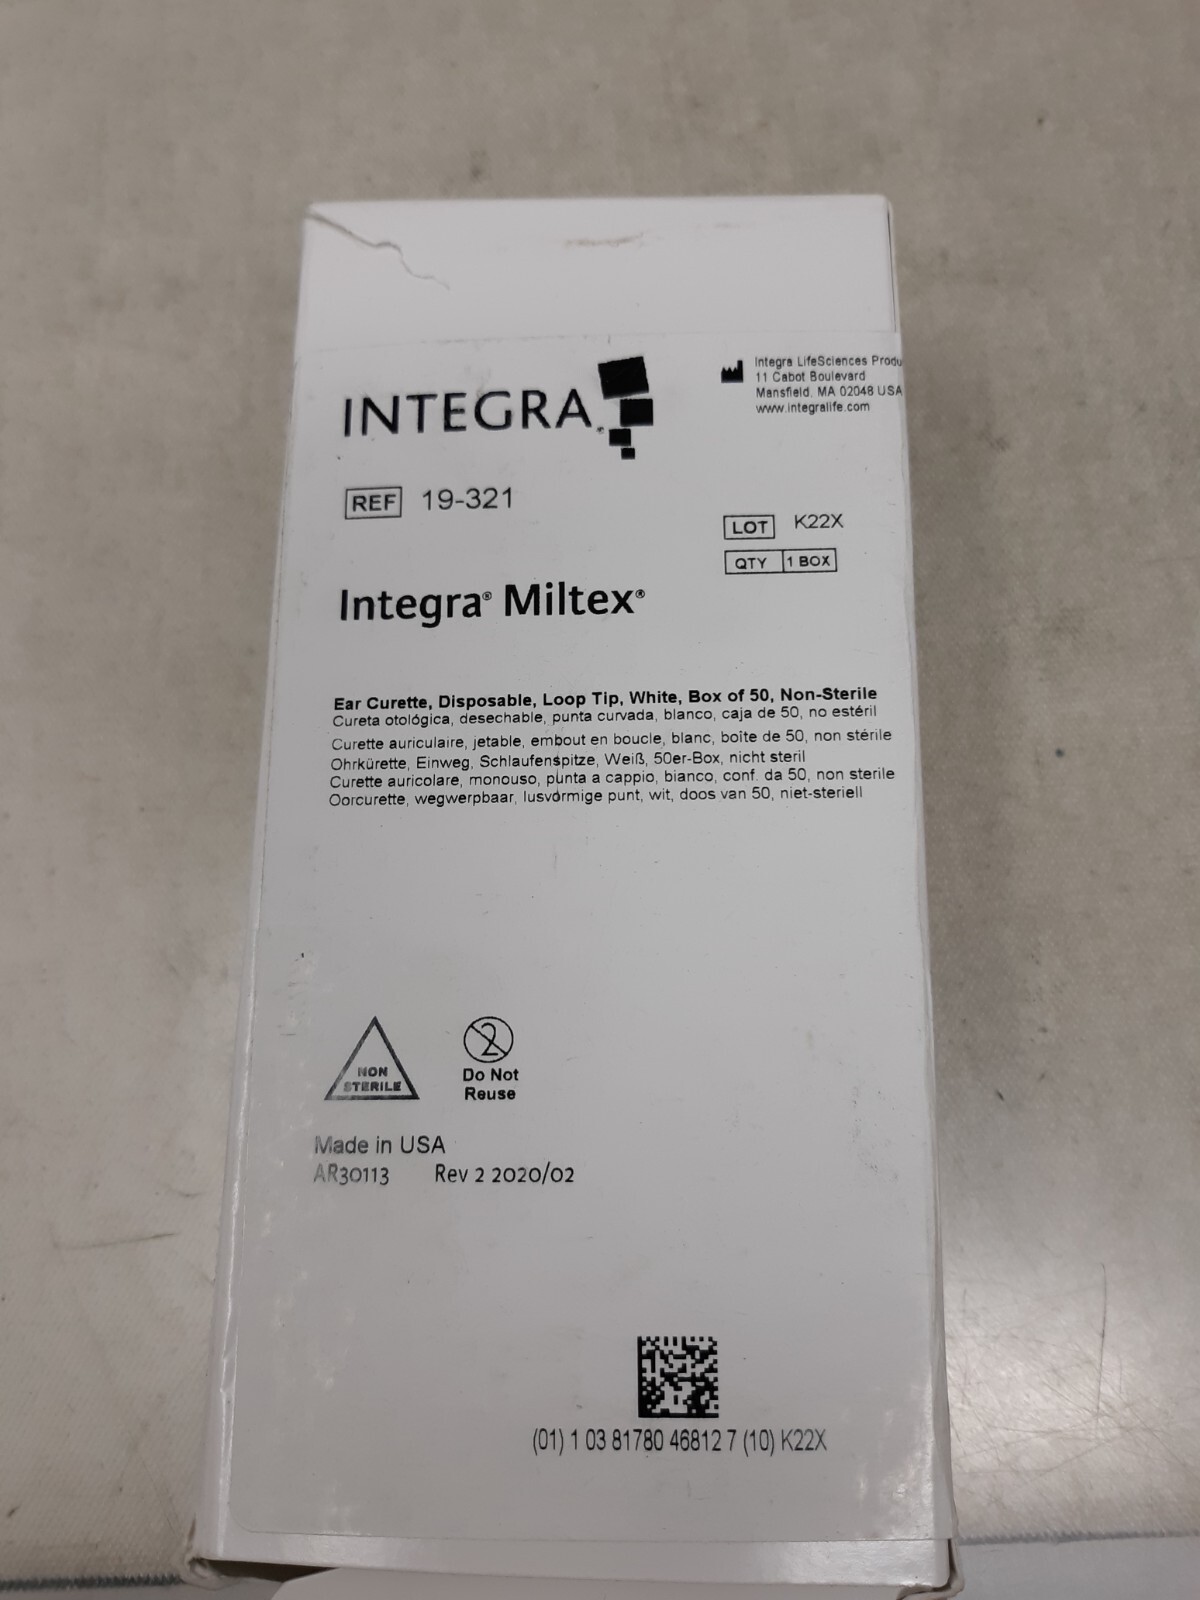 INTEGRA®
Integra LifeSciences Produ
11 Cabot Boulevard
Mansfield, MA 02048 USA
www.integralife.com
REF 19-321
LOT K22X
QTY 1 BOX
Integra® Miltex®
Ear Curette, Disposable, Loop Tip, White, Box of 50, Non-Sterile
Cureta otológica, desechable, punta curvada, blanco, caja de 50, no estéril
Curette auriculaire, jetable, embout en boucle, blanc, boîte de 50, non stérile
Ohrkürette, Einweg, Schlaufenspitze, Weiß, 50er-Box, nicht steril
Curette auricolare, monouso, punta a cappio, bianco, conf. da 50, non sterile
Oorcurette, wegwerpbaar, lusvormige punt, wit, doos van 50, niet-steriell
NON
STERILE
2
Do Not
Reuse
Made in USA
AR30113 Rev 2 2020/02
(01) 1 03 81780 46812 7 (10) K22X